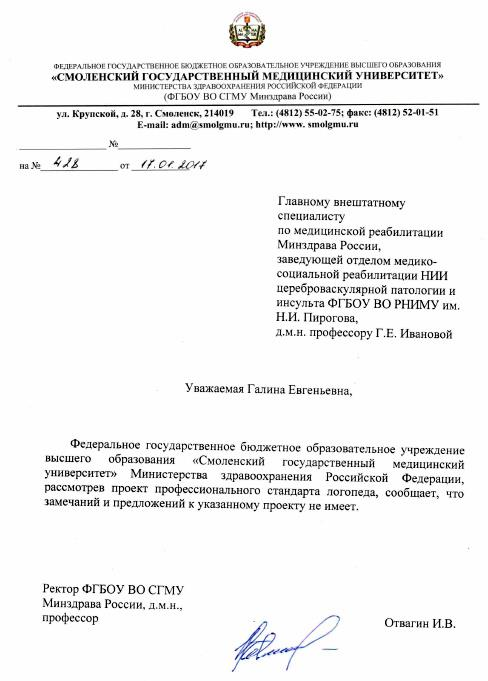 ФЕДЕРАЛЬНОЕ ГОСУДАРСТВЕННОЕ БЮДЖЕТНОЕ ОБРАЗОВАТЕЛЬНОЕ УЧРЕЖДЕНИЕ ВЫСШЕГО ОБРАЗОВАНИЯ
«СМОЛЕНСКИЙ ГОСУДАРСТВЕННЫЙ МЕДИЦИНСКИЙ УНИВЕРСИТЕТ»
МИНИСТЕРСТВА ЗДРАВООХРАНЕНИЯ РОССИЙСКОЙ ФЕДЕРАЦИИ
(ФГБОУ ВО СГМУ Минздрава России)
ул. Крупской, д. 28, г. Смоленск, 214019 Тел.: (4812) 55-02-75; факс: (4812) 52-01-51
E-mail: adm@smolgmu.ru; http://www. smolgmu.ru
№
на № 428 от 17.01.2017
Главному внештатному
специалисту
по медицинской реабилитации
Минздрава России,
заведующей отделом медико-
социальной реабилитации НИИ
цереброваскулярной патологии и
инсульта ФГБОУ ВО РНИМУ им.
Н.И. Пирогова,
д.м.н. профессору Г.Е. Ивановой
Уважаемая Галина Евгеньевна,
Федеральное государственное бюджетное образовательное учреждение
высшего образования «Смоленский государственный медицинский
университет» Министерства здравоохранения Российской Федерации,
рассмотрев проект профессионального стандарта логопеда, сообщает, что
замечаний и предложений к указанному проекту не имеет.
Ректор ФГБОУ ВО СГМУ
Минздрава России, д.м.н.,
профессор
Отвагин И.В.